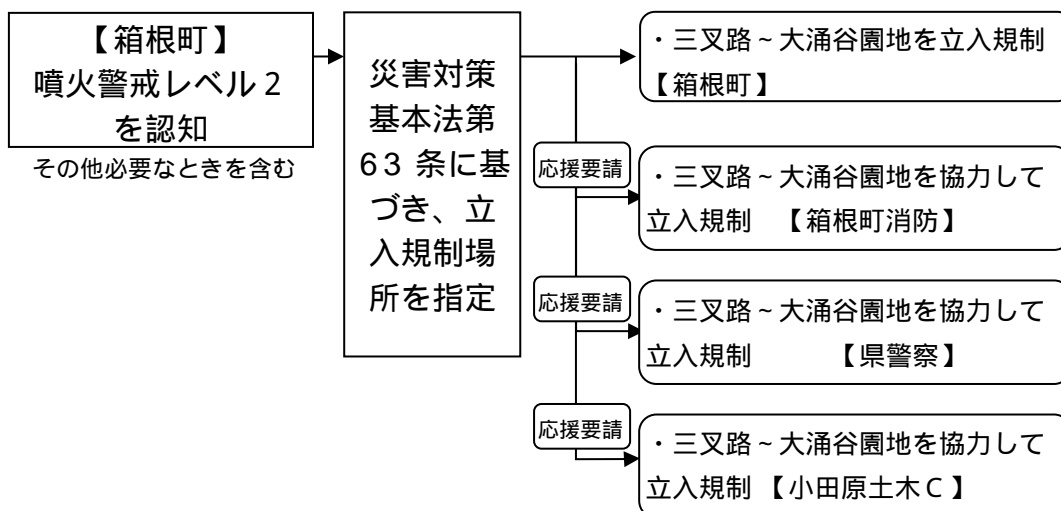 【箱根町】
噴火警戒レベル２
を認知
その他必要なときを含む
災害対策
基本法第
６３ 条に基
づき、立
入規制場
所を指定
・三叉路～大涌谷園地を立入規制
【箱根町】
応援要請
・三叉路～大涌谷園地を協力して
立入規制　【箱根町消防】
応援要請
・三叉路～大涌谷園地を協力して
立入規制　　　【県警察】
応援要請
・三叉路～大涌谷園地を協力して
立入規制 【小田原土木Ｃ】